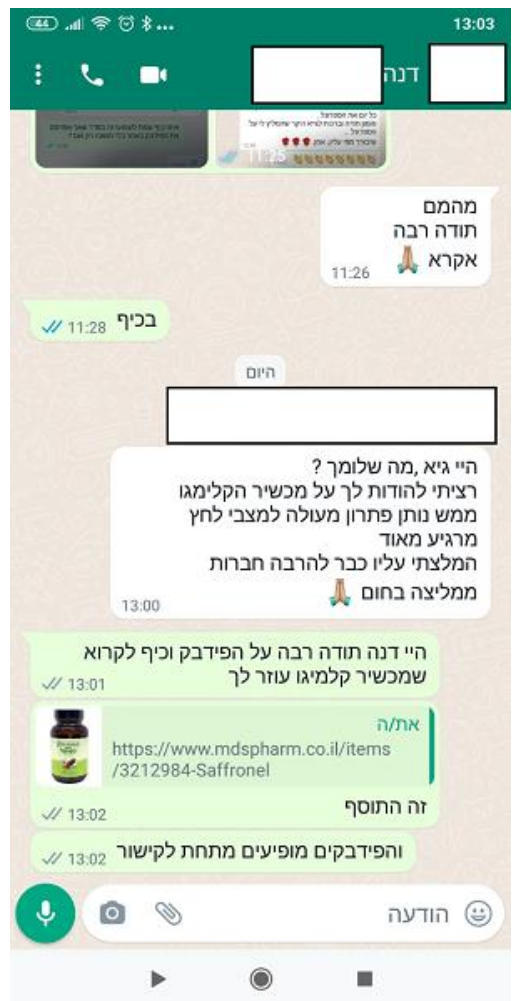 44
13:03
דנה
11:25
מהמם
תודה רבה
אקרא 🙏🏼
11:26
בכיף
11:28
היום
היי גיא ,מה שלומך ?
רציתי להודות לך על מכשיר הקלימגו
ממש נותן פתרון מעולה למצבי לחץ
מרגיע מאוד
המלצתי עליו כבר להרבה חברות
ממליצה בחום 🙏🏼
13:00
היי דנה תודה רבה על הפידבק וכיף לקרוא
שמכשיר קלמיגו עוזר לך
13:01
את/ה
https://www.mdspharm.co.il/items
/3212984-Saffronel
זה התוסף
13:02
והפידבקים מופיעים מתחת לקישור
13:02
הודעה